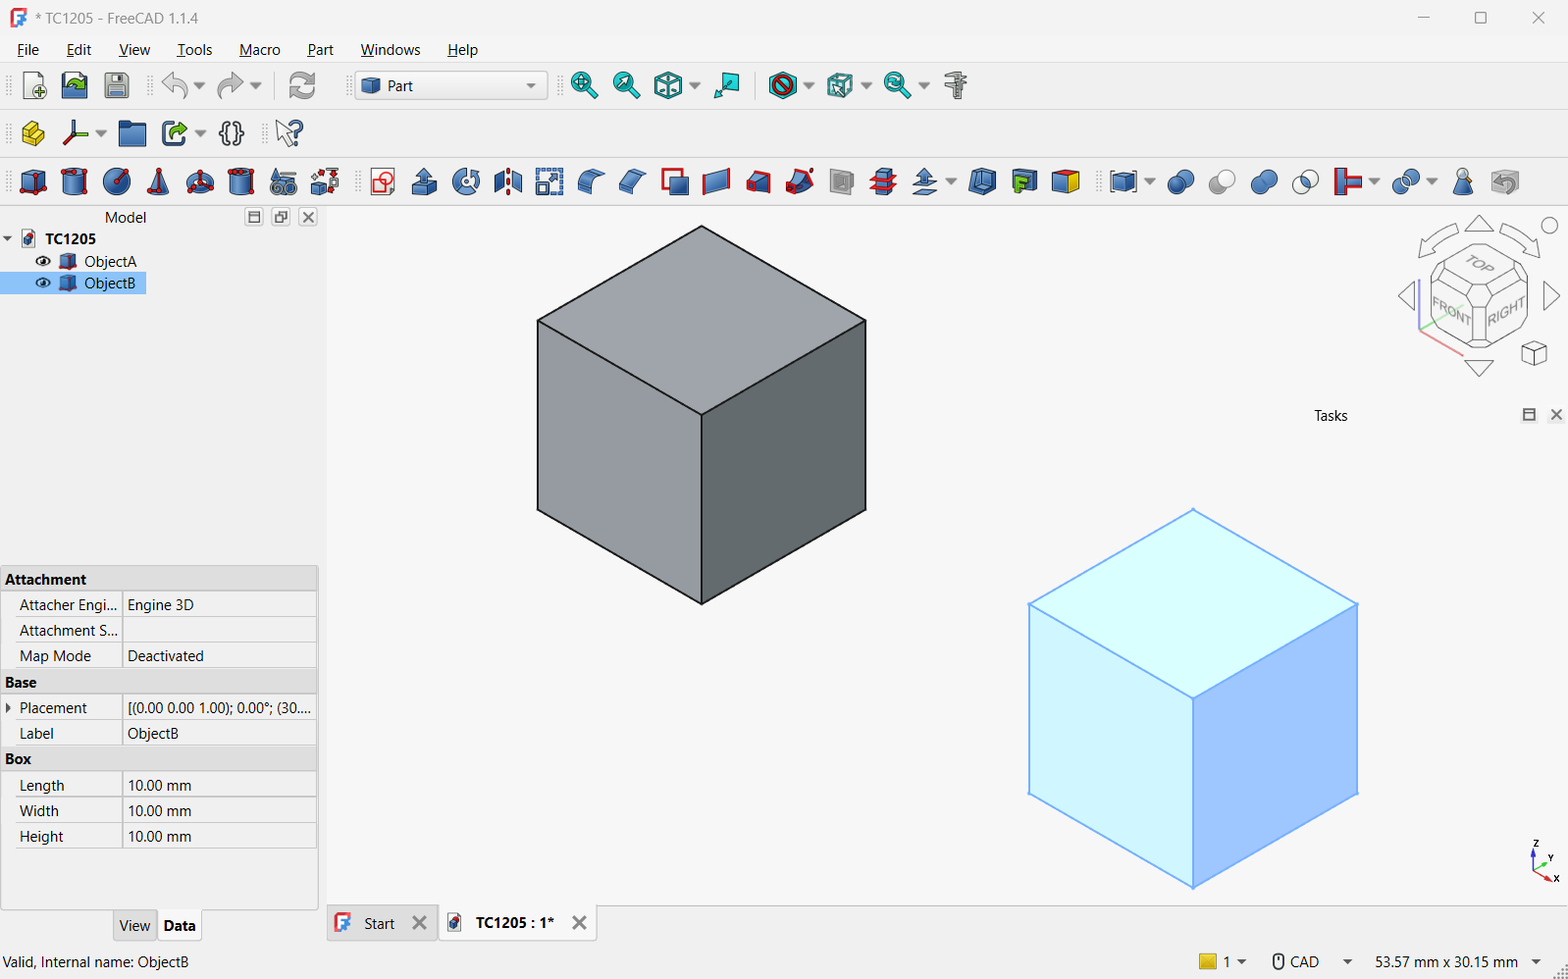 * TC1205 - FreeCAD 1.1.4
File Edit View Tools Macro Part Windows Help
Part
Model
TC1205
ObjectA
ObjectB
TOP
FRONT
RIGHT
Tasks
Attachment
Attacher Engi... Engine 3D
Attachment S...
Map Mode Deactivated
Base
Placement [(0.00 0.00 1.00); 0.00°; (30....
Label ObjectB
Box
Length 10.00 mm
Width 10.00 mm
Height 10.00 mm
Z
Y
X
View Data
Start
TC1205 : 1*
Valid, Internal name: ObjectB
1
CAD
53.57 mm x 30.15 mm